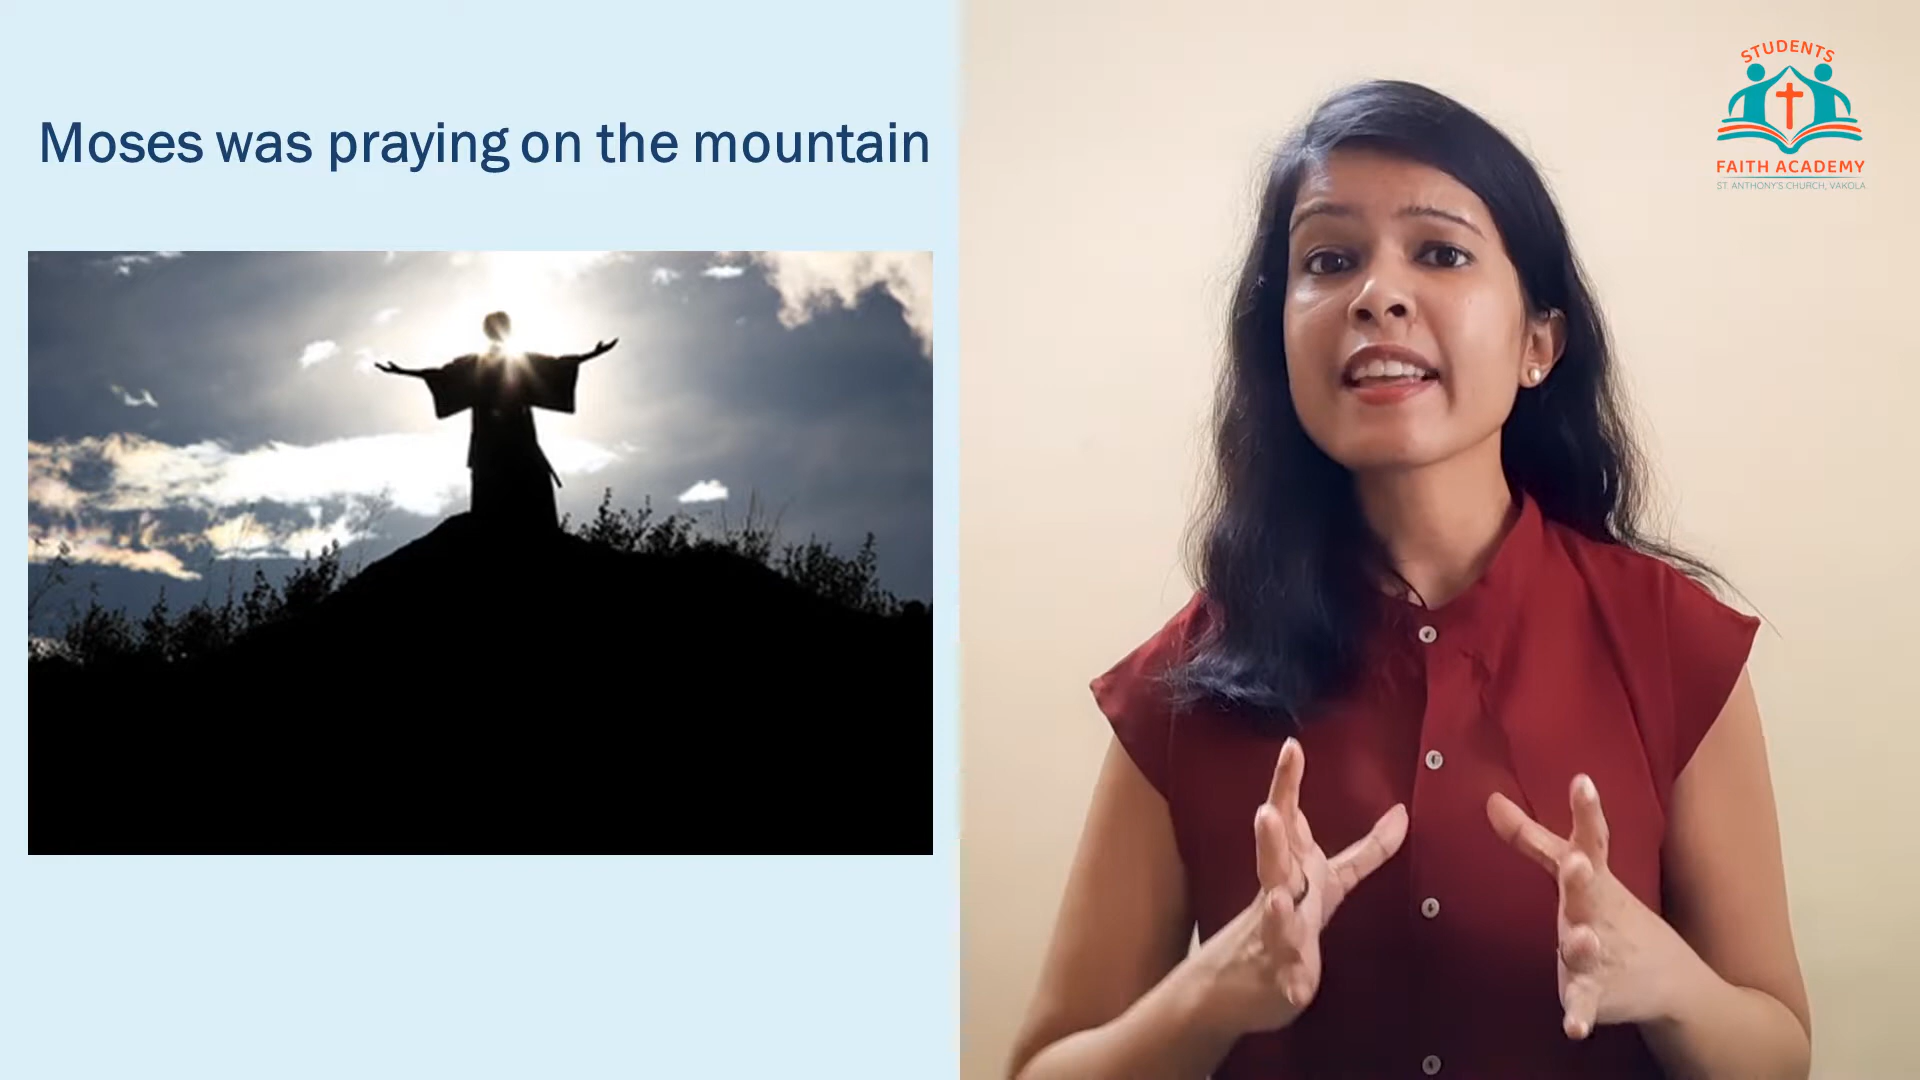 Moses was praying on the mountain
STUDENTS
FAITH ACADEMY
ST ANTHONY'S CHURCH, VAKOLA